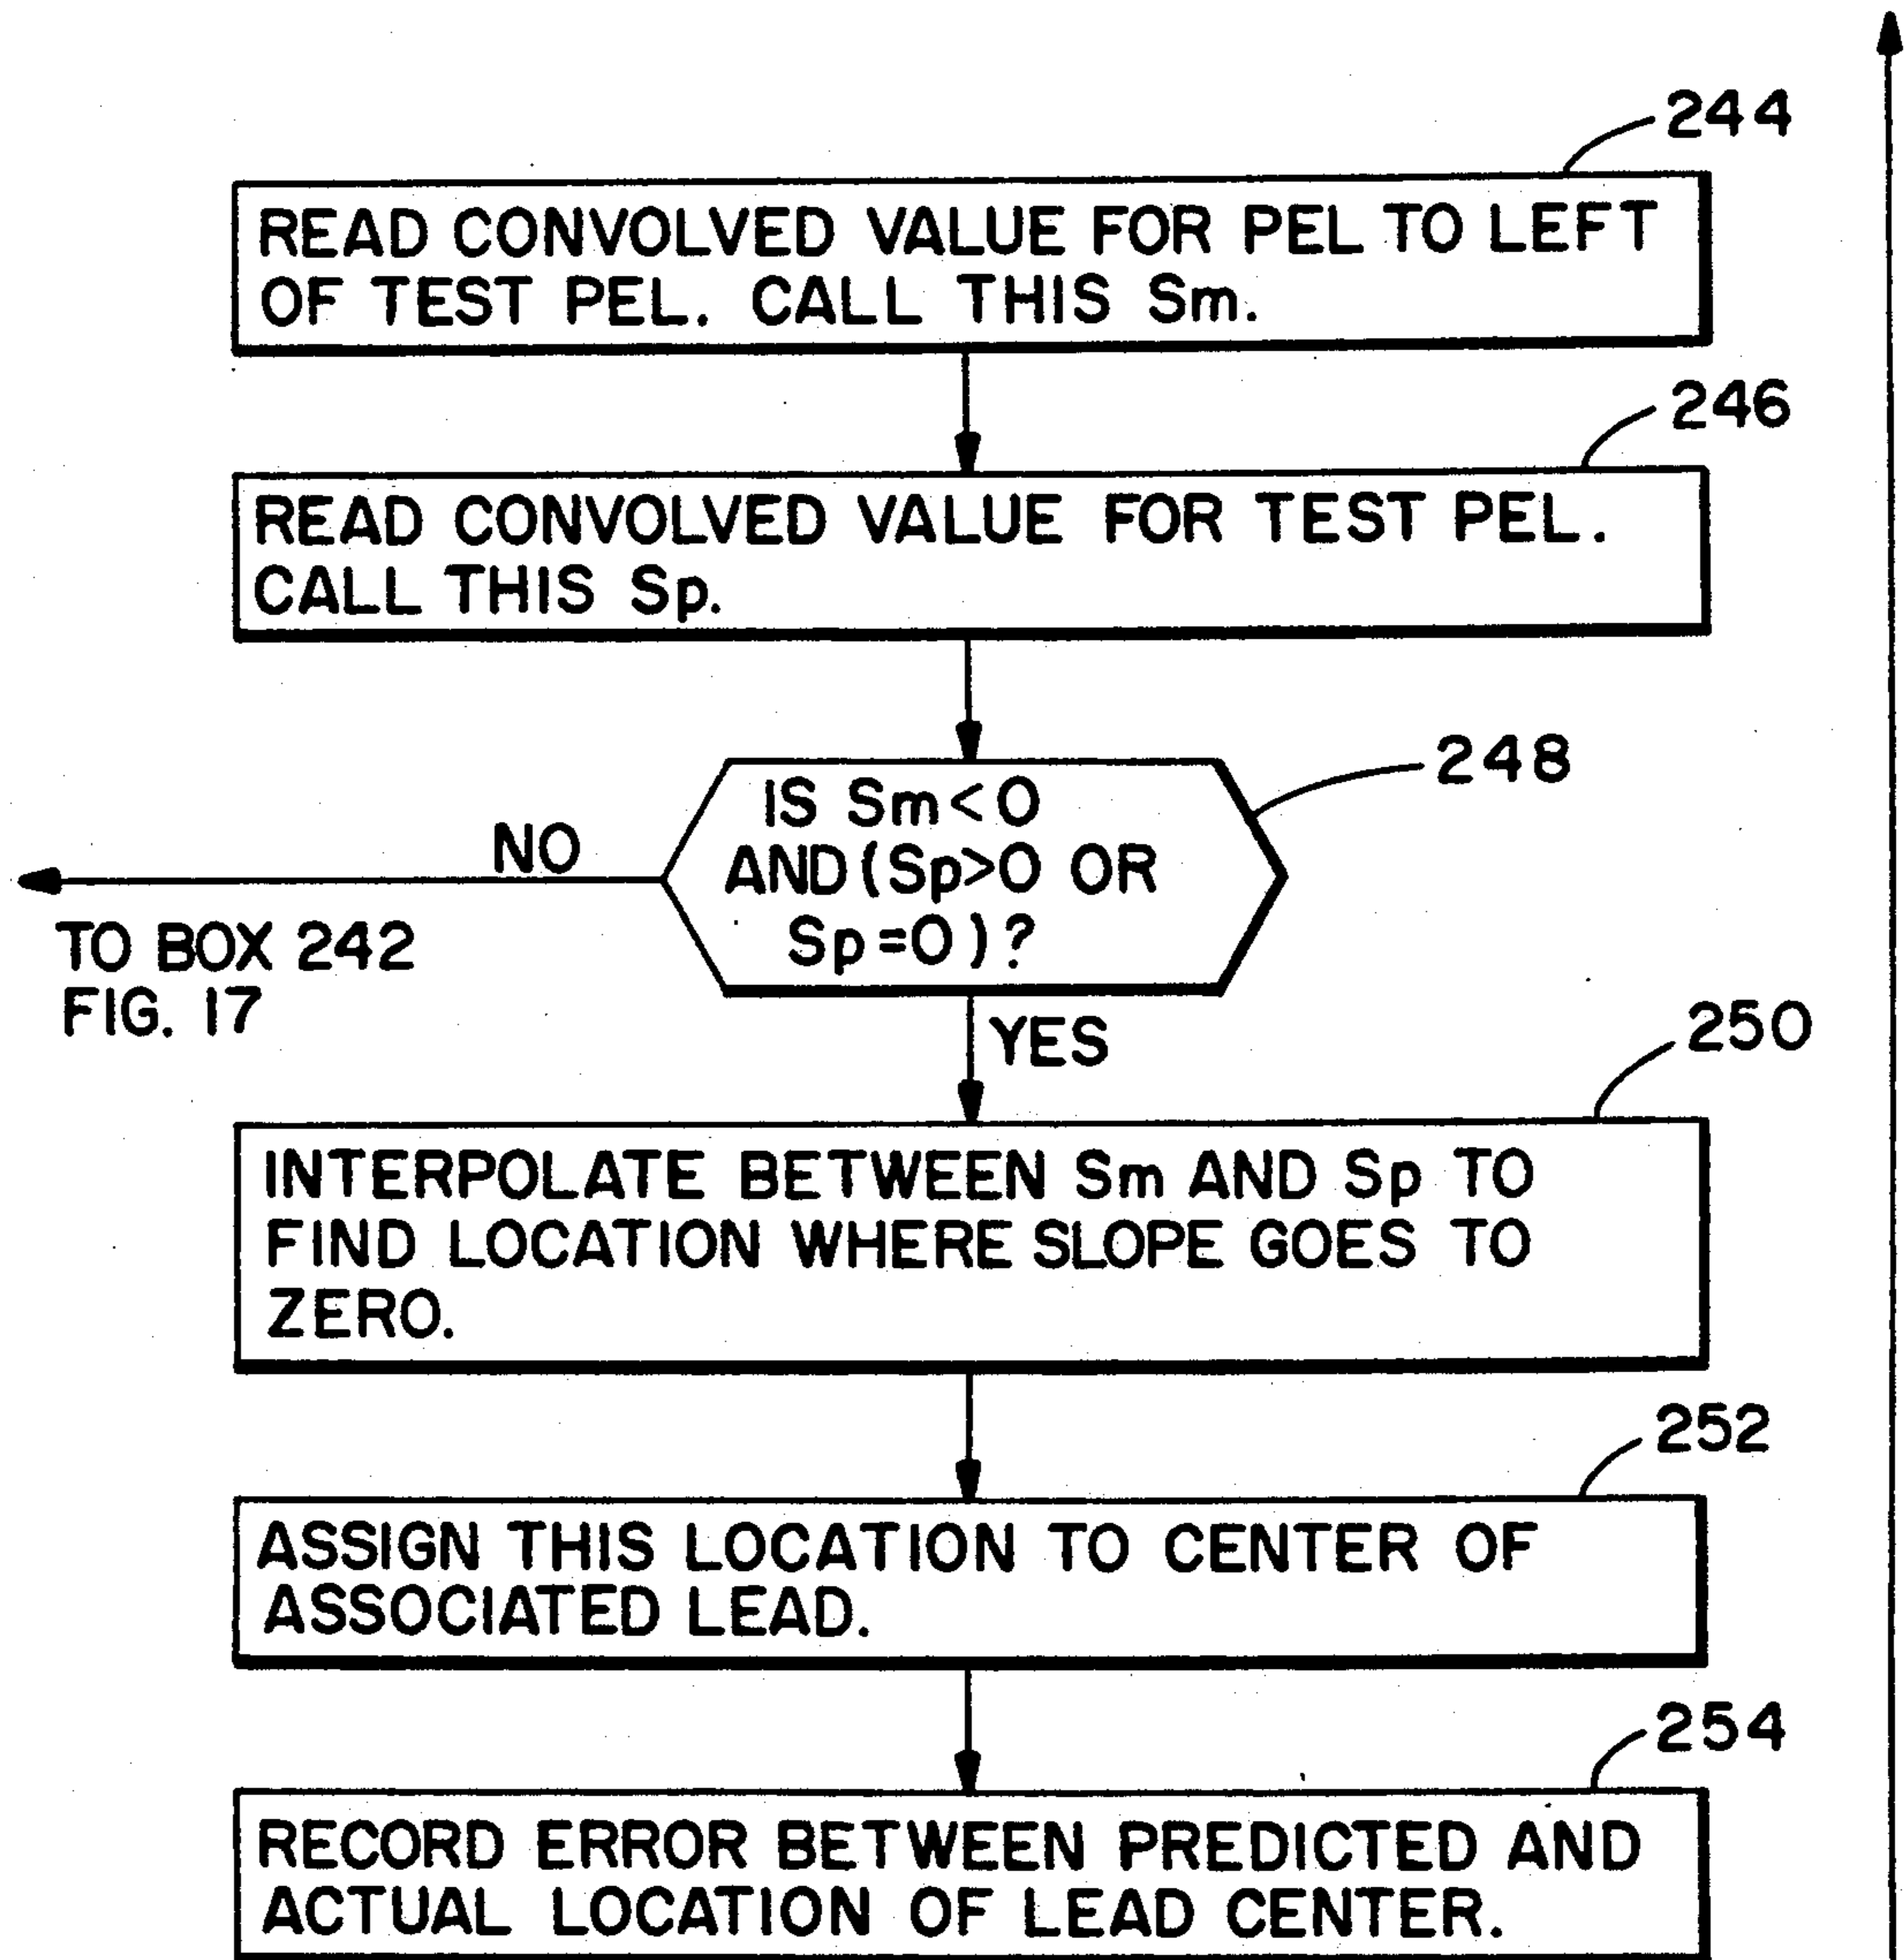 244
READ CONVOLVED VALUE FOR PEL TO LEFT
OF TEST PEL. CALL THIS Sm.
246
READ CONVOLVED VALUE FOR TEST PEL.
CALL THIS Sp.
248
IS Sm<0
AND(Sp>0 OR
Sp=0)?
NO
TO BOX 242
FIG. 17
YES
250
INTERPOLATE BETWEEN Sm AND Sp TO
FIND LOCATION WHERE SLOPE GOES TO
ZERO.
252
ASSIGN THIS LOCATION TO CENTER OF
ASSOCIATED LEAD.
254
RECORD ERROR BETWEEN PREDICTED AND
ACTUAL LOCATION OF LEAD CENTER.